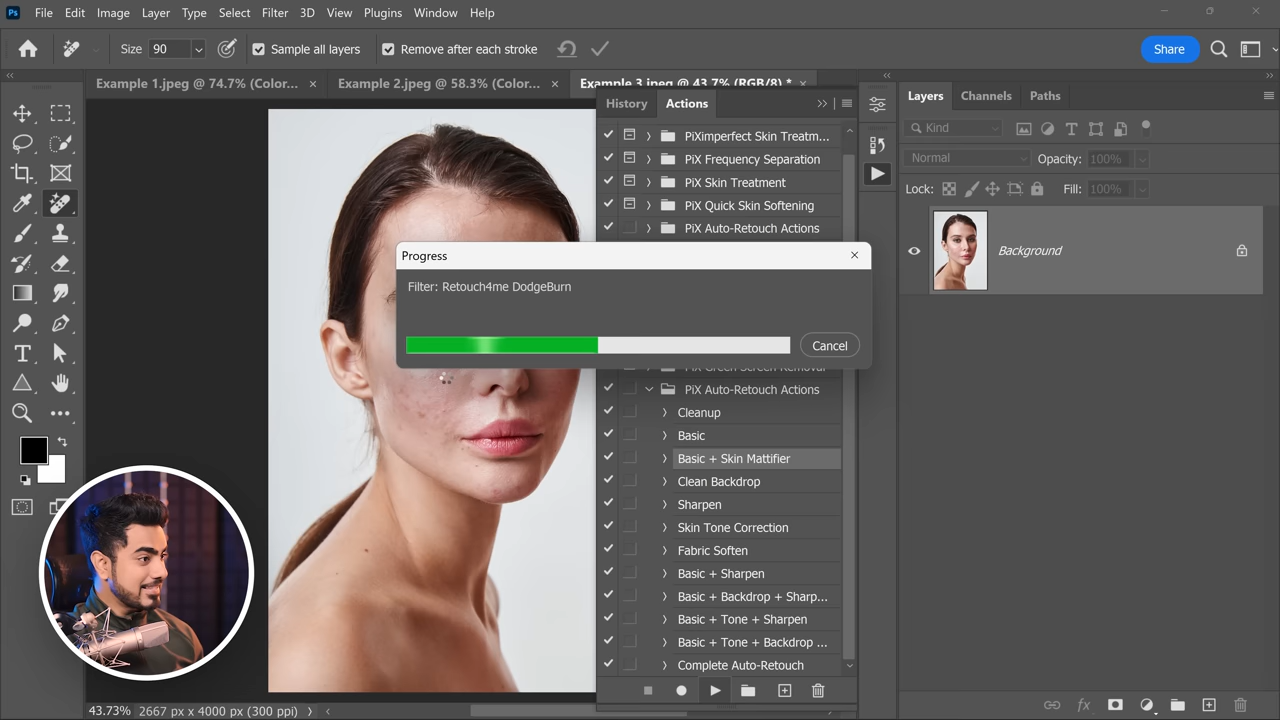 Ps File Edit Image Layer Type Select Filter 3D View Plugins Window Help
Size 90 Sample all layers Remove after each stroke Share
Example 1.jpeg @ 74.7% (Color... × Example 2.jpeg @ 58.3% (Color... × Example 3.jpeg @ 43.7% (RGB/8) * ×
History Actions
PiXimperfect Skin Treatm...
PiX Frequency Separation
PiX Skin Treatment
PiX Quick Skin Softening
PiX Auto-Retouch Actions
Progress
Filter: Retouch4me DodgeBurn
Cancel
PiX Green Screen Removal
PiX Auto-Retouch Actions
Cleanup
Basic
Basic + Skin Mattifier
Clean Backdrop
Sharpen
Skin Tone Correction
Fabric Soften
Basic + Sharpen
Basic + Backdrop + Sharp...
Basic + Tone + Sharpen
Basic + Tone + Backdrop ...
Complete Auto-Retouch
Layers Channels Paths
Kind
Normal Opacity: 100%
Lock: Fill: 100%
Background
fx
43.73% 2667 px x 4000 px (300 ppi)